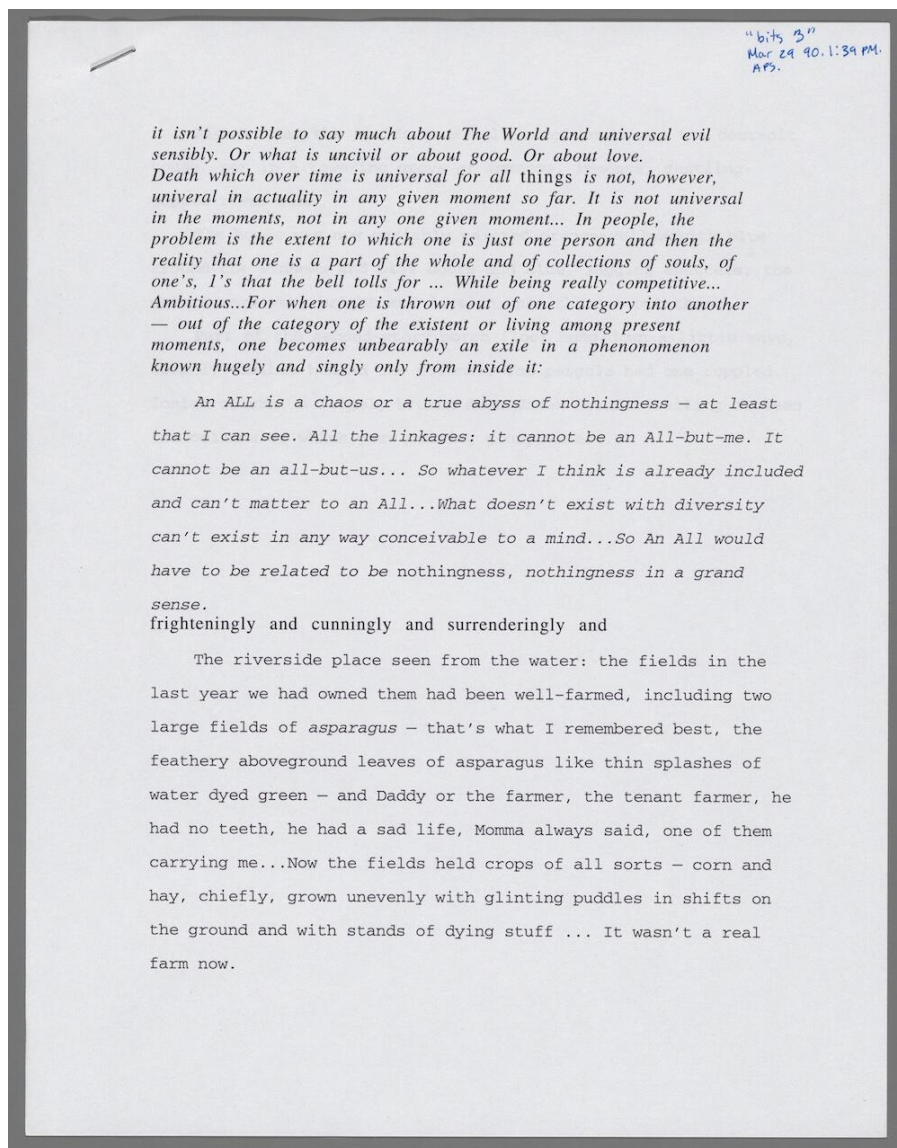 "bits 3"
Mar 29 90. 1:39 PM.
APS.
it isn't possible to say much about The World and universal evil
sensibly. Or what is uncivil or about good. Or about love.
Death which over time is universal for all things is not, however,
univeral in actuality in any given moment so far. It is not universal
in the moments, not in any one given moment... In people, the
problem is the extent to which one is just one person and then the
reality that one is a part of the whole and of collections of souls, of
one's, 1's that the bell tolls for ... While being really competitive...
Ambitious...For when one is thrown out of one category into another
— out of the category of the existent or living among present
moments, one becomes unbearably an exile in a phenonomenon
known hugely and singly only from inside it:
An ALL is a chaos or a true abyss of nothingness — at least
that I can see. All the linkages: it cannot be an All-but-me. It
cannot be an all-but-us... So whatever I think is already included
and can't matter to an All...What doesn't exist with diversity
can't exist in any way conceivable to a mind...So An All would
have to be related to be nothingness, nothingness in a grand
sense.
frighteningly and cunningly and surrenderingly and
The riverside place seen from the water: the fields in the
last year we had owned them had been well-farmed, including two
large fields of asparagus — that's what I remembered best, the
feathery aboveground leaves of asparagus like thin splashes of
water dyed green — and Daddy or the farmer, the tenant farmer, he
had no teeth, he had a sad life, Momma always said, one of them
carrying me...Now the fields held crops of all sorts — corn and
hay, chiefly, grown unevenly with glinting puddles in shifts on
the ground and with stands of dying stuff ... It wasn't a real
farm now.